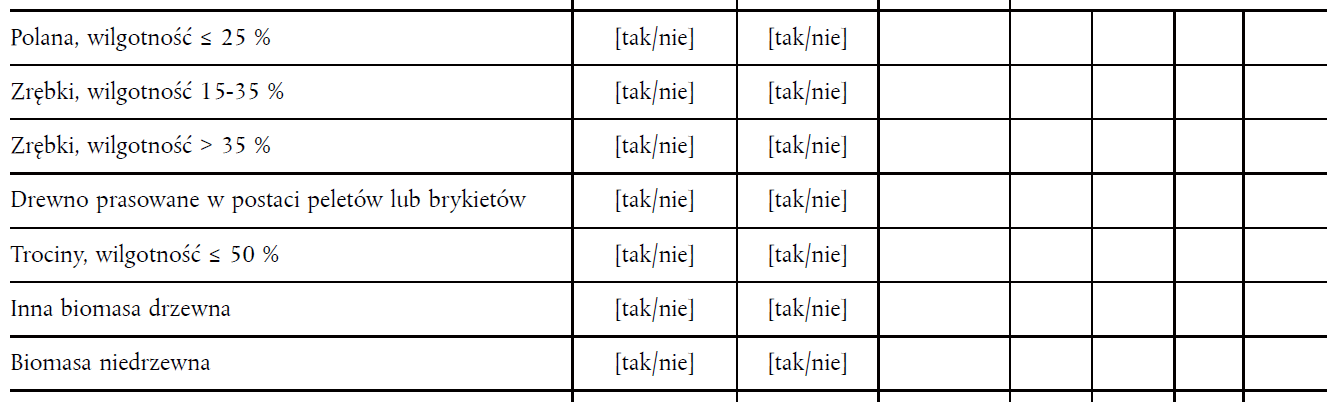 Polana, wilgotność ≤ 25 % [tak/nie] [tak/nie]
Zrębki, wilgotność 15-35 % [tak/nie] [tak/nie]
Zrębki, wilgotność > 35 % [tak/nie] [tak/nie]
Drewno prasowane w postaci peletów lub brykietów [tak/nie] [tak/nie]
Trociny, wilgotność ≤ 50 % [tak/nie] [tak/nie]
Inna biomasa drzewna [tak/nie] [tak/nie]
Biomasa niedrzewna [tak/nie] [tak/nie]